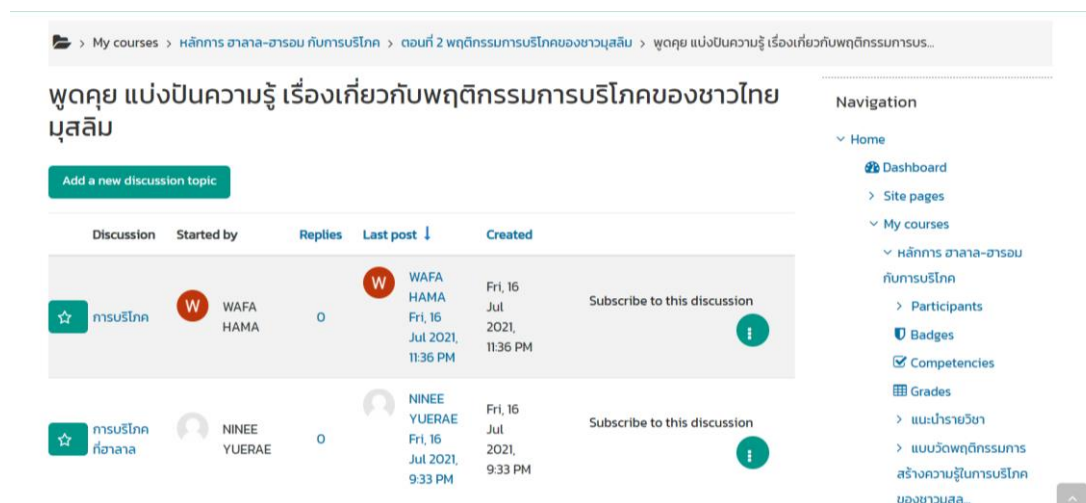 > My courses > หลักการ ฮาลาล-ฮารอม กับการบริโภค > ตอนที่ 2 พฤติกรรมการบริโภคของชาวมุสลิม > พูดคุย แบ่งปันความรู้ เรื่องเกี่ยวกับพฤติกรรมการบร...
พูดคุย แบ่งปันความรู้ เรื่องเกี่ยวกับพฤติกรรมการบริโภคของชาวไทย
มุสลิม
Add a new discussion topic
Discussion Started by Replies Last post ↓ Created
การบริโภค
W WAFA
HAMA
0
W WAFA
HAMA
Fri, 16
Jul 2021,
11:36 PM
Fri, 16
Jul
2021,
11:36 PM
Subscribe to this discussion
การบริโภค
ที่ฮาลาล
NINEE
YUERAE
0
NINEE
YUERAE
Fri, 16
Jul 2021,
9:33 PM
Fri, 16
Jul
2021,
9:33 PM
Subscribe to this discussion
Navigation
Home
Dashboard
> Site pages
My courses
หลักการ ฮาลาล-ฮารอม
กับการบริโภค
> Participants
Badges
Competencies
Grades
> แนะนำรายวิชา
> แบบวัดพฤติกรรมการ
สร้างความรู้ในการบริโภค
ของชาวมุสล...